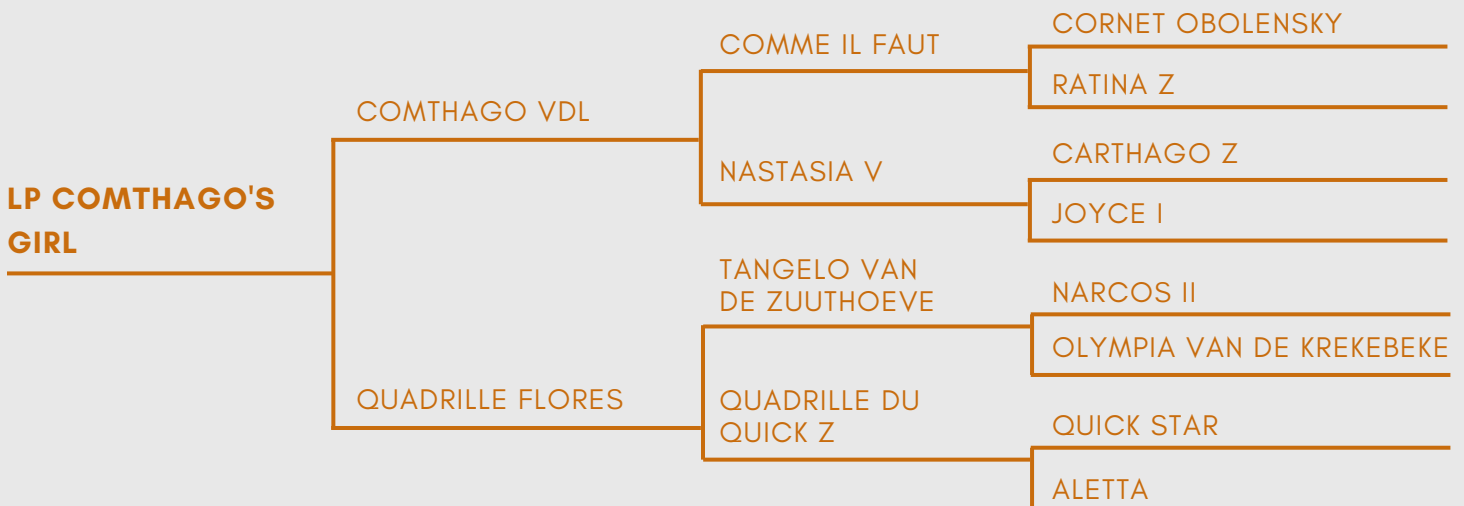 LP COMTHAGO'S
GIRL
COMTHAGO VDL
QUADRILLE FLORES
COMME IL FAUT
NASTASIA V
TANGELO VAN
DE ZUUTHOEVE
QUADRILLE DU
QUICK Z
CORNET OBOLENSKY
RATINA Z
CARTHAGO Z
JOYCE I
NARCOS II
OLYMPIA VAN DE KREKEBEKE
QUICK STAR
ALETTA